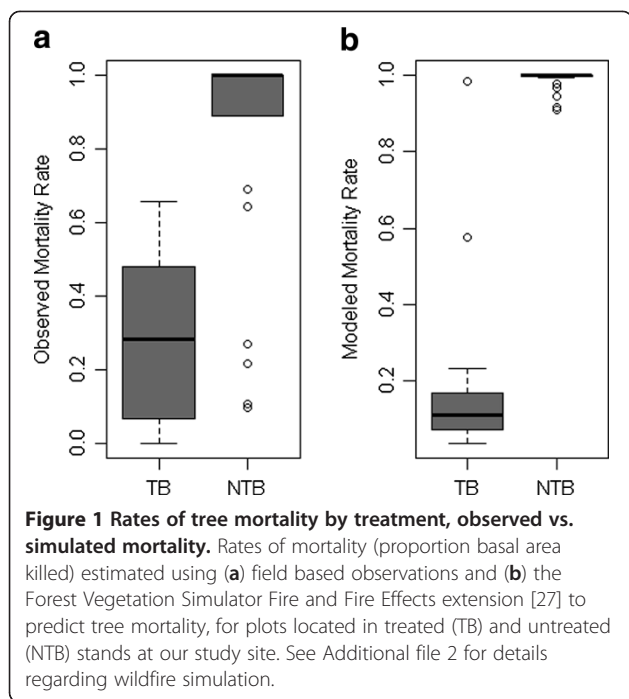 a
b
Observed Mortality Rate
1.0
0.8
0.6
0.4
0.2
0.0
TB
NTB
Modeled Mortality Rate
1.0
0.8
0.6
0.4
0.2
TB
NTB
Figure 1 Rates of tree mortality by treatment, observed vs.
simulated mortality. Rates of mortality (proportion basal area
killed) estimated using (a) field based observations and (b) the
Forest Vegetation Simulator Fire and Fire Effects extension [27] to
predict tree mortality, for plots located in treated (TB) and untreated
(NTB) stands at our study site. See Additional file 2 for details
regarding wildfire simulation.